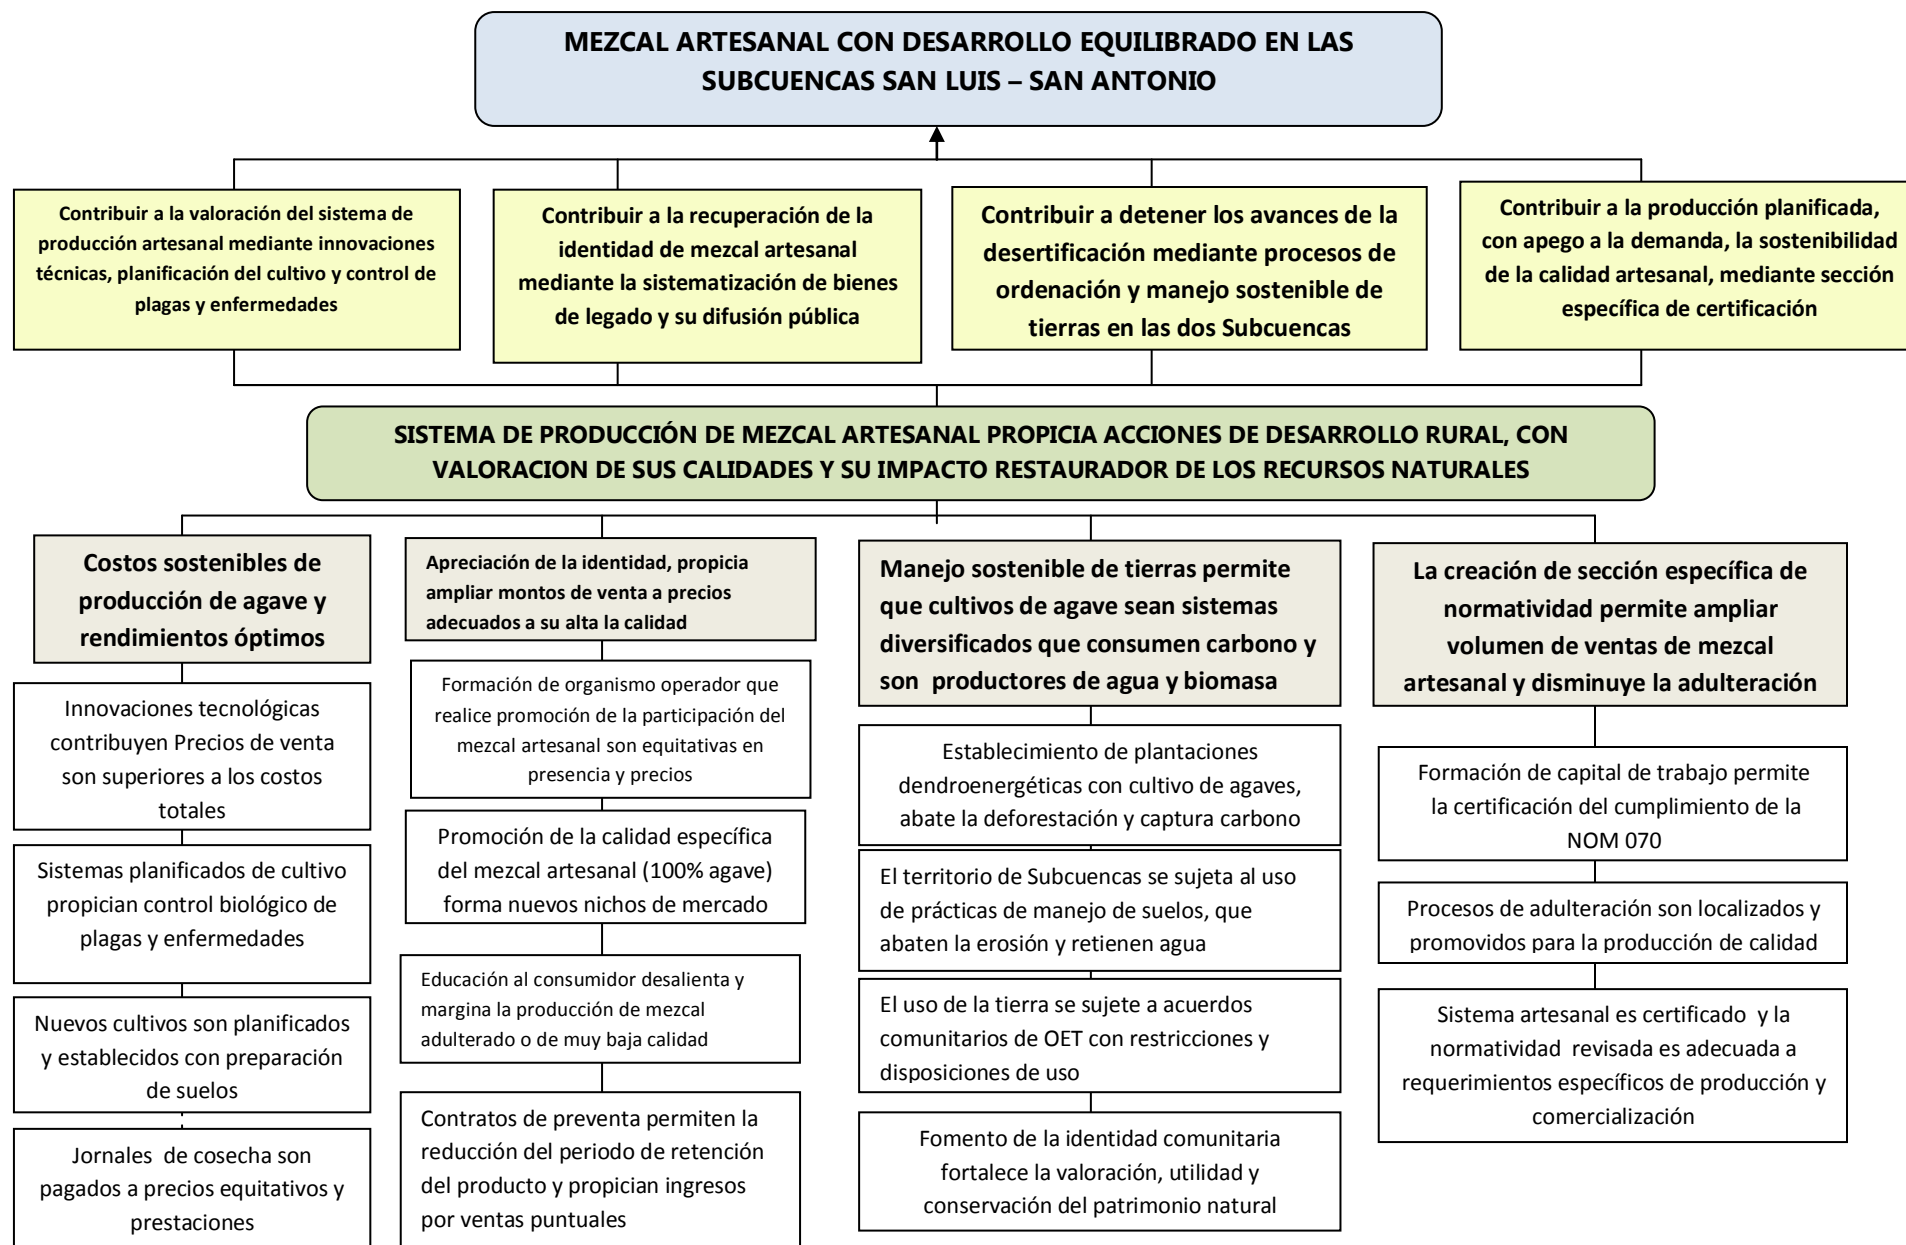 MEZCAL ARTESANAL CON DESARROLLO EQUILIBRADO EN LAS
SUBCUENCAS SAN LUIS – SAN ANTONIO
Contribuir a la valoración del sistema de
producción artesanal mediante innovaciones
técnicas, planificación del cultivo y control de
plagas y enfermedades
Contribuir a la recuperación de la
identidad de mezcal artesanal
mediante la sistematización de bienes
de legado y su difusión pública
Contribuir a detener los avances de la
desertificación mediante procesos de
ordenación y manejo sostenible de
tierras en las dos Subcuencas
Contribuir a la producción planificada,
con apego a la demanda, la sostenibilidad
de la calidad artesanal, mediante sección
específica de certificación
SISTEMA DE PRODUCCIÓN DE MEZCAL ARTESANAL PROPICIA ACCIONES DE DESARROLLO RURAL, CON
VALORACION DE SUS CALIDADES Y SU IMPACTO RESTAURADOR DE LOS RECURSOS NATURALES
Costos sostenibles de
producción de agave y
rendimientos óptimos
Innovaciones tecnológicas
contribuyen Precios de venta
son superiores a los costos
totales
Sistemas planificados de cultivo
propician control biológico de
plagas y enfermedades
Nuevos cultivos son planificados
y establecidos con preparación
de suelos
Jornales de cosecha son
pagados a precios equitativos y
prestaciones
Apreciación de la identidad, propicia
ampliar montos de venta a precios
adecuados a su alta la calidad
Formación de organismo operador que
realice promoción de la participación del
mezcal artesanal son equitativas en
presencia y precios
Promoción de la calidad específica
del mezcal artesanal (100% agave)
forma nuevos nichos de mercado
Educación al consumidor desalienta y
margina la producción de mezcal
adulterado o de muy baja calidad
Contratos de preventa permiten la
reducción del periodo de retención
del producto y propician ingresos
por ventas puntuales
Manejo sostenible de tierras permite
que cultivos de agave sean sistemas
diversificados que consumen carbono y
son productores de agua y biomasa
Establecimiento de plantaciones
dendroenergéticas con cultivo de agaves,
abate la deforestación y captura carbono
El territorio de Subcuencas se sujeta al uso
de prácticas de manejo de suelos, que
abaten la erosión y retienen agua
El uso de la tierra se sujete a acuerdos
comunitarios de OET con restricciones y
disposiciones de uso
Fomento de la identidad comunitaria
fortalece la valoración, utilidad y
conservación del patrimonio natural
La creación de sección específica de
normatividad permite ampliar
volumen de ventas de mezcal
artesanal y disminuye la adulteración
Formación de capital de trabajo permite
la certificación del cumplimiento de la
NOM 070
Procesos de adulteración son localizados y
promovidos para la producción de calidad
Sistema artesanal es certificado y la
normatividad revisada es adecuada a
requerimientos específicos de producción y
comercialización